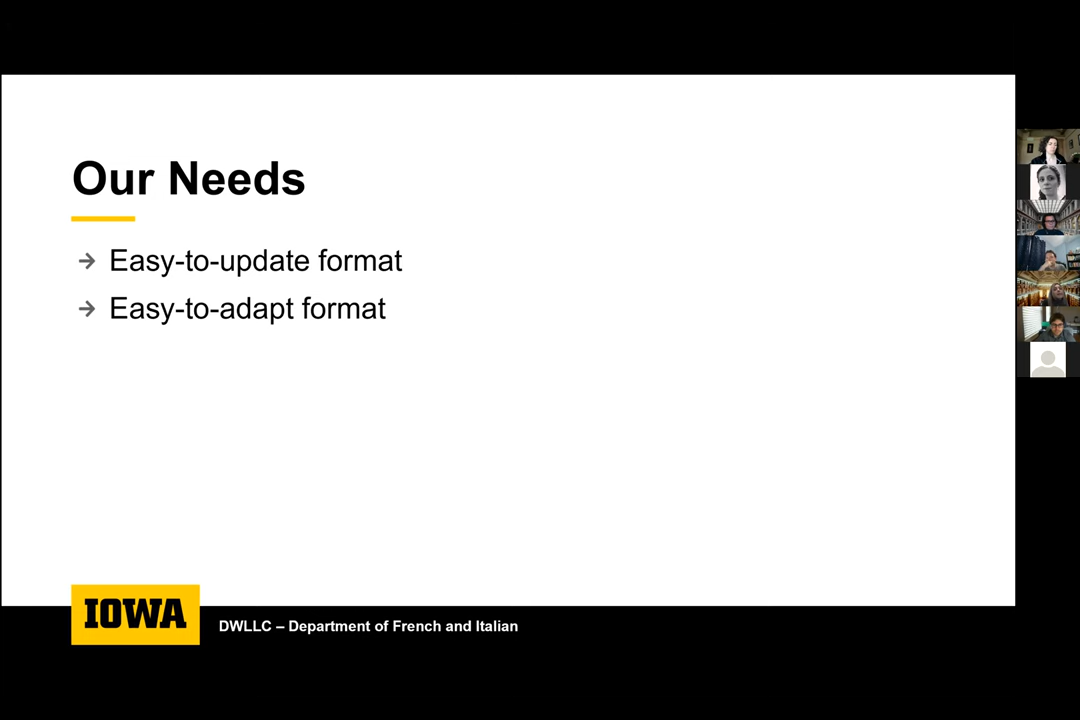 Our Needs
Easy-to-update format
Easy-to-adapt format
IOWA
DWLLC – Department of French and Italian